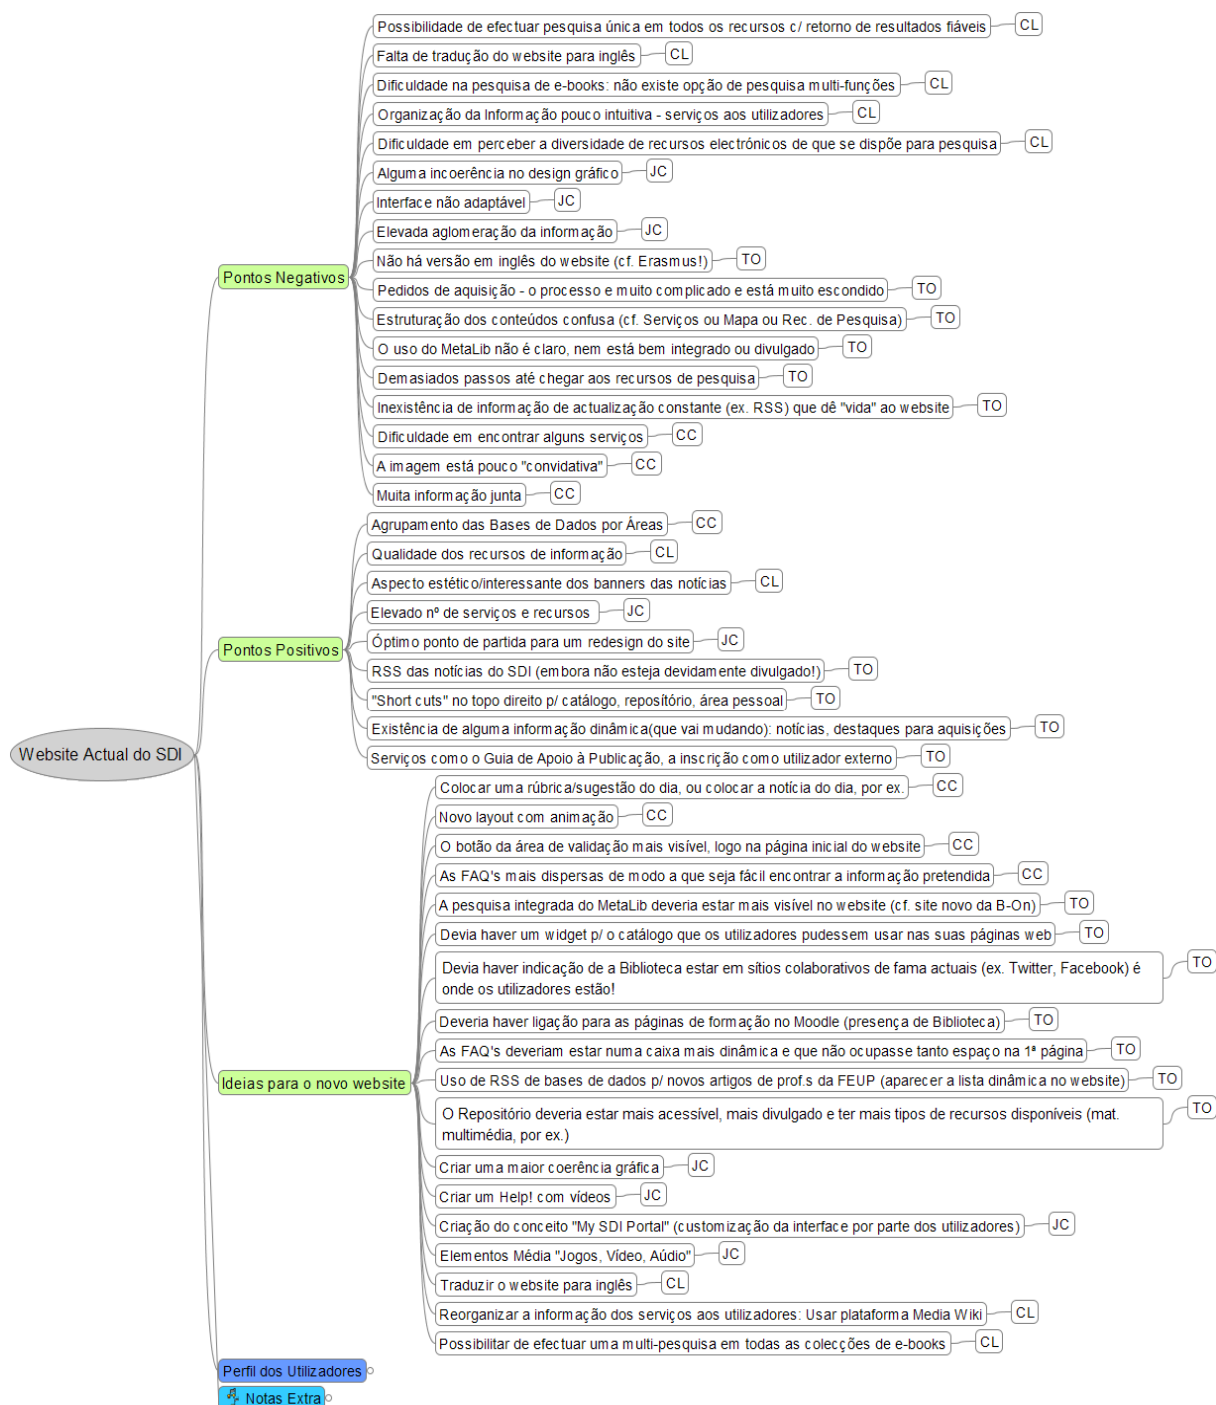 Possibilidade de efectuar pesquisa única em todos os recursos c/ retorno de resultados fiáveis CL
Falta de tradução do website para inglês CL
Dificuldade na pesquisa de e-books: não existe opção de pesquisa multi-funções CL
Organização da Informação pouco intuitiva - serviços aos utilizadores CL
Dificuldade em perceber a diversidade de recursos electrónicos de que se dispõe para pesquisa CL
Alguma incoerência no design gráfico JC
Interface não adaptável JC
Elevada aglomeração da informação JC
Não há versão em inglês do website (cf. Erasmus!) TO
Pontos Negativos
Pedidos de aquisição - o processo e muito complicado e está muito escondido TO
Estruturação dos conteúdos confusa (cf. Serviços ou Mapa ou Rec. de Pesquisa) TO
O uso do MetaLib não é claro, nem está bem integrado ou divulgado TO
Demasiados passos até chegar aos recursos de pesquisa TO
Inexistência de informação de actualização constante (ex. RSS) que dê "vida" ao website TO
Dificuldade em encontrar alguns serviços CC
A imagem está pouco "convidativa" CC
Muita informação junta CC
Agrupamento das Bases de Dados por Áreas CC
Qualidade dos recursos de informação CL
Aspecto estético/interessante dos banners das notícias CL
Elevado nº de serviços e recursos JC
Pontos Positivos
Óptimo ponto de partida para um redesign do site JC
RSS das notícias do SDI (embora não esteja devidamente divulgado!) TO
"Short cuts" no topo direito p/ catálogo, reposítório, área pessoal TO
Existência de alguma informação dinâmica(que vai mudando): notícias, destaques para aquisições TO
Website Actual do SDI
Serviços como o Guia de Apoio à Publicação, a inscrição como utilizador externo TO
Colocar uma rúbrica/sugestão do dia, ou colocar a notícia do dia, por ex. CC
Novo layout com animação CC
O botão da área de validação mais visível, logo na página inicial do website CC
As FAQ's mais dispersas de modo a que seja fácil encontrar a informação pretendida CC
A pesquisa integrada do MetaLib deveria estar mais visível no website (cf. site novo da B-On) TO
Devia haver um widget p/ o catálogo que os utilizadores pudessem usar nas suas páginas web TO
Devia haver indicação de a Biblioteca estar em sítios colaborativos de fama actuais (ex. Twitter, Facebook) é TO
onde os utilizadores estão!
Deveria haver ligação para as páginas de formação no Moodle (presença de Biblioteca) TO
As FAQ's deveriam estar numa caixa mais dinâmica e que não ocupasse tanto espaço na 1ª página TO
Ideias para o novo website
Uso de RSS de bases de dados p/ novos artigos de prof.s da FEUP (aparecer a lista dinâmica no website) TO
O Repositório deveria estar mais acessível, mais divulgado e ter mais tipos de recursos disponíveis (mat. TO
multimédia, por ex.)
Criar uma maior coerência gráfica JC
Criar um Help! com vídeos JC
Criação do conceito "My SDI Portal" (customização da interface por parte dos utilizadores) JC
Elementos Média "Jogos, Vídeo, Aúdio" JC
Traduzir o website para inglês CL
Reorganizar a informação dos serviços aos utilizadores: Usar plataforma Media Wiki CL
Possibilitar de efectuar uma multi-pesquisa em todas as colecções de e-books CL
Perfil dos Utilizadores
Notas Extra